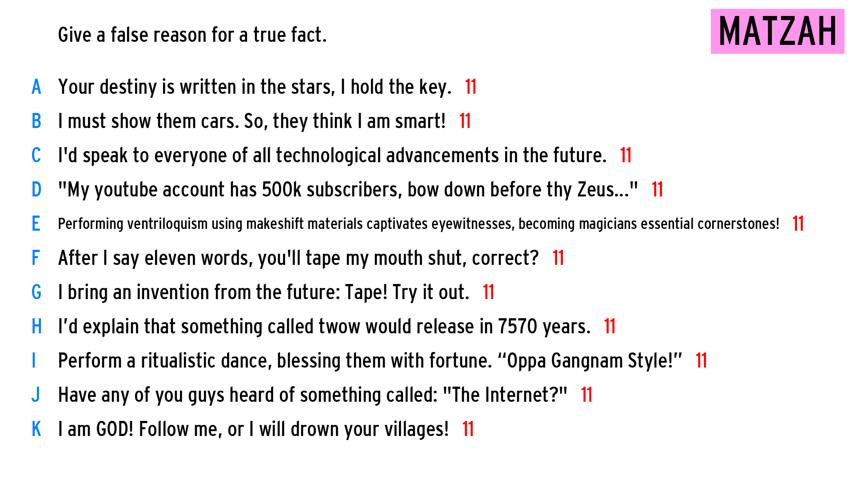 Give a false reason for a true fact.
MATZAH
A Your destiny is written in the stars, I hold the key. 11
B I must show them cars. So, they think I am smart! 11
C I'd speak to everyone of all technological advancements in the future. 11
D "My youtube account has 500k subscribers, bow down before thy Zeus..." 11
E Performing ventriloquism using makeshift materials captivates eyewitnesses, becoming magicians essential cornerstones! 11
F After I say eleven words, you'll tape my mouth shut, correct? 11
G I bring an invention from the future: Tape! Try it out. 11
H I’d explain that something called twow would release in 7570 years. 11
I Perform a ritualistic dance, blessing them with fortune. “Oppa Gangnam Style!” 11
J Have any of you guys heard of something called: "The Internet?" 11
K I am GOD! Follow me, or I will drown your villages! 11